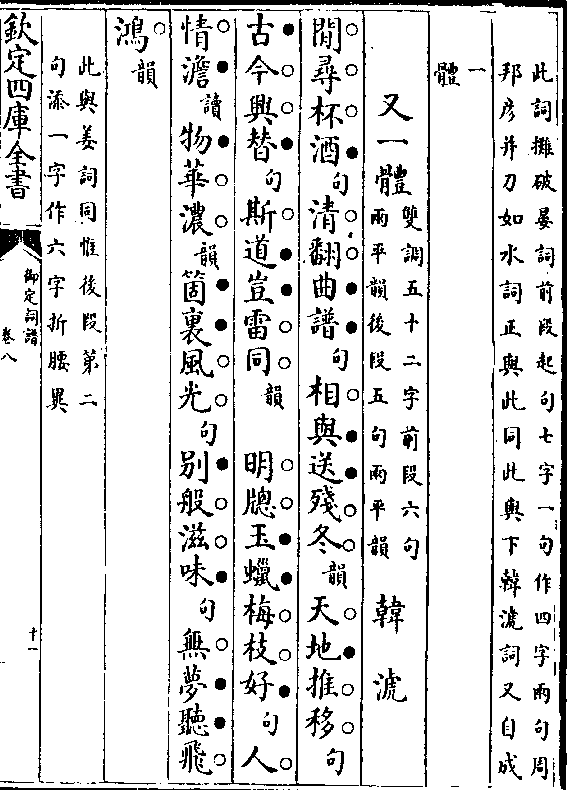 此詞攤破晏詞前段起句七字一句作四字兩句周
邦彥并刀如水詞正與此同此與下韓淲詞又自成
一
體
又一體
雙調五十二字前段六句
兩平韻後段五句兩平韻
韓淲
閒尋杯酒句清翻曲譜句相與送殘冬韻天地推移句
古今興替句斯道豈雷同韻 明牕玉蠟梅枝好句人
情澹讀物華濃韻箇裏風光句別般滋味句無夢聽飛
鴻韻
此與姜詞同惟後段第二
句添一字作六字折腰異
欽定四庫全書
御定詞譜
卷八
十一